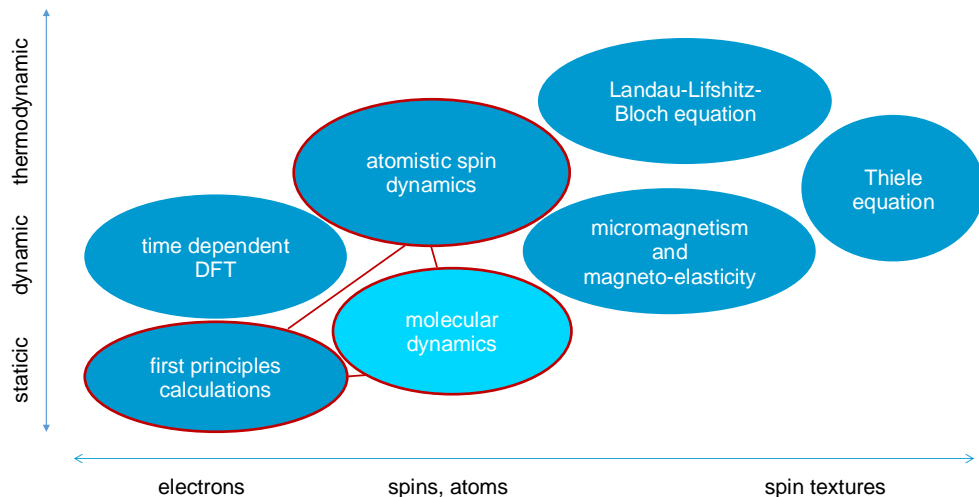 thermodynamic
dynamic
staticic
Landau-Lifshitz-
Bloch equation
atomistic spin
dynamics
Thiele
equation
time dependent
DFT
micromagnetism
and
magneto-elasticity
molecular
dynamics
first principles
calculations
electrons
spins, atoms
spin textures